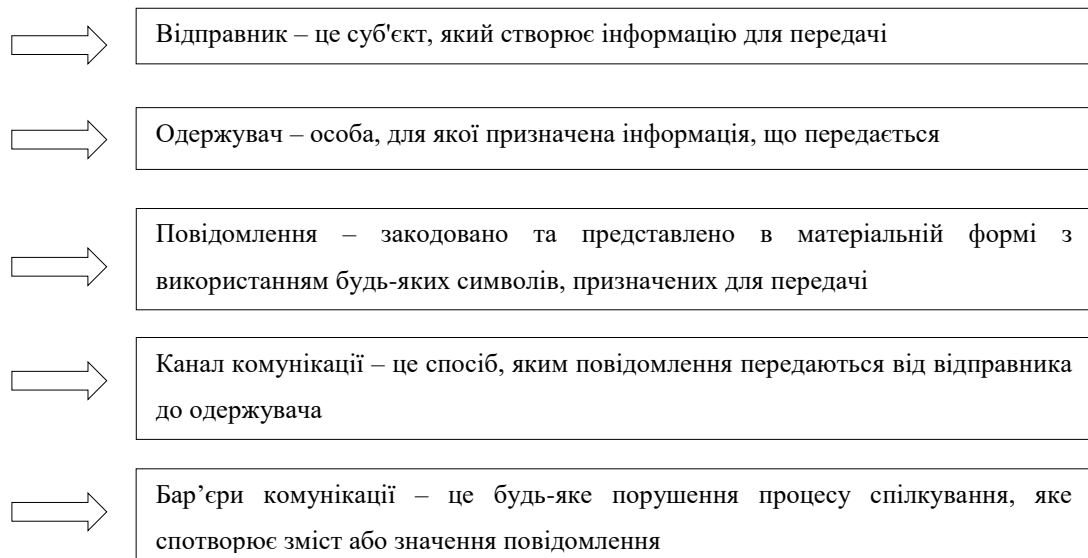 Відправник – це суб'єкт, який створює інформацію для передачі
Одержувач – особа, для якої призначена інформація, що передається
Повідомлення – закодовано та представлено в матеріальній формі з
використанням будь-яких символів, призначених для передачі
Канал комунікації – це спосіб, яким повідомлення передаються від відправника
до одержувача
Бар’єри комунікації – це будь-яке порушення процесу спілкування, яке
спотворює зміст або значення повідомлення